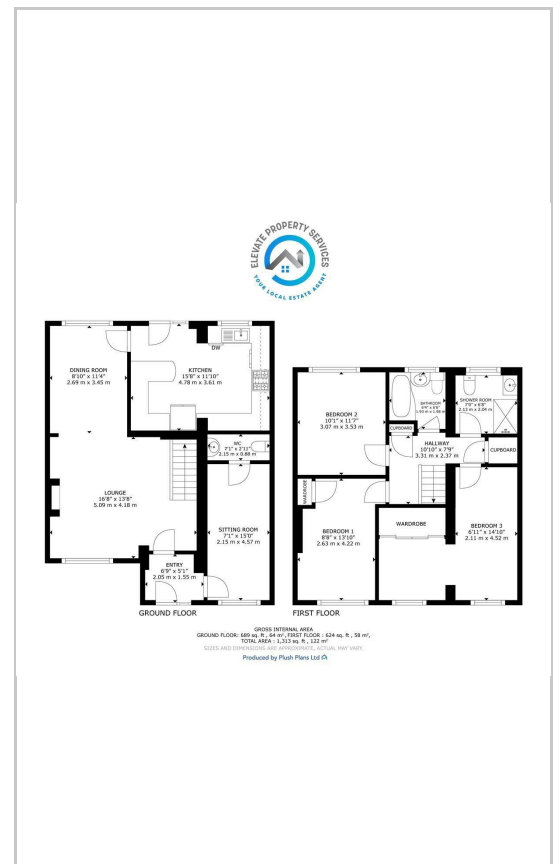 ELEVATE PROPERTY SERVICES
YOUR LOCAL ESTATE AGENT
DINING ROOM
8'10" x 11'4"
2.69 m x 3.45 m
DW
KITCHEN
15'8" x 11'10"
4.78 m x 3.61 m
WC
7'1" x 2'11"
2.15 m x 0.88 m
LOUNGE
16'8" x 13'8"
5.09 m x 4.18 m
SITTING ROOM
7'1" x 15'0"
2.15 m x 4.57 m
ENTRY
6'9" x 5'1"
2.05 m x 1.55 m
GROUND FLOOR
BEDROOM 2
10'1" x 11'7"
3.07 m x 3.53 m
BATHROOM
CUPBOARD
SHOWER ROOM
2.13 m x 2.04 m
HALLWAY
10'10" x 7'9"
3.31 m x 2.37 m
CUPBOARD
WARDROBE
BEDROOM 1
8'8" x 13'10"
2.63 m x 4.22 m
WARDROBE
BEDROOM 3
6'11" x 14'10"
2.11 m x 4.52 m
FIRST FLOOR
GROSS INTERNAL AREA
GROUND FLOOR: 689 sq. ft , 64 m², FIRST FLOOR : 624 sq. ft , 58 m²,
TOTAL AREA : 1,313 sq. ft , 122 m²
SIZES AND DIMENSIONS ARE APPROXIMATE, ACTUAL MAY VARY.
Produced by Plush Plans Ltd